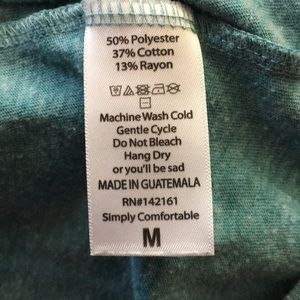 50% Polyester
37% Cotton
13% Rayon
Machine Wash Cold
Gentle Cycle
Do Not Bleach
Hang Dry
or you'll be sad
MADE IN GUATEMALA
RN#142161
Simply Comfortable
M